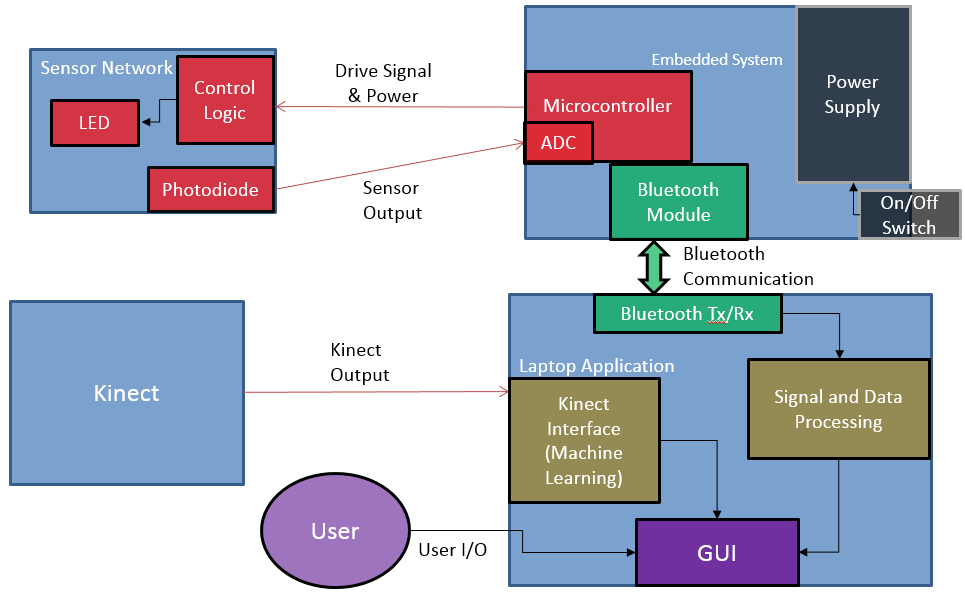 Sensor Network
Control
Logic
LED
Photodiode
Drive Signal
& Power
Sensor
Output
Embedded System
Microcontroller
ADC
Bluetooth
Module
Power
Supply
On/Off
Switch
Bluetooth
Communication
Kinect
Kinect
Output
Bluetooth Tx/Rx
Laptop Application
Kinect
Interface
(Machine
Learning)
Signal and Data
Processing
User
User I/O
GUI